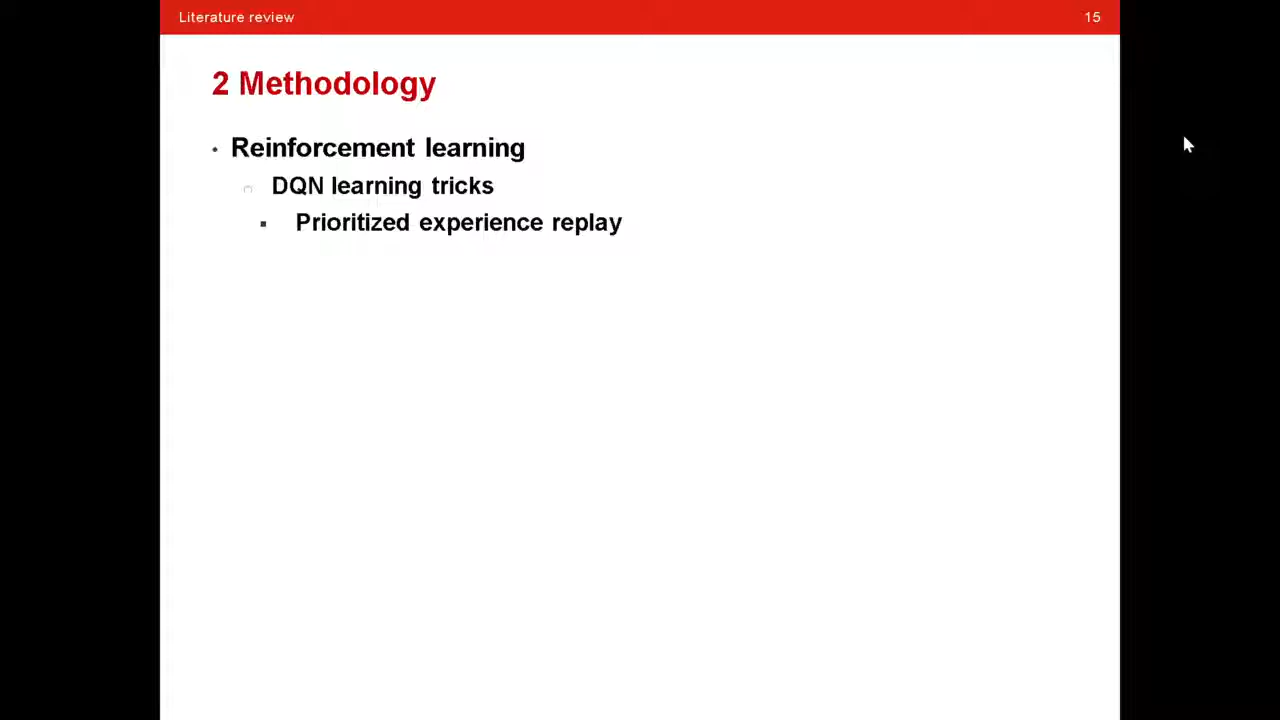 Literature review 15
2 Methodology
Reinforcement learning
DQN learning tricks
Prioritized experience replay